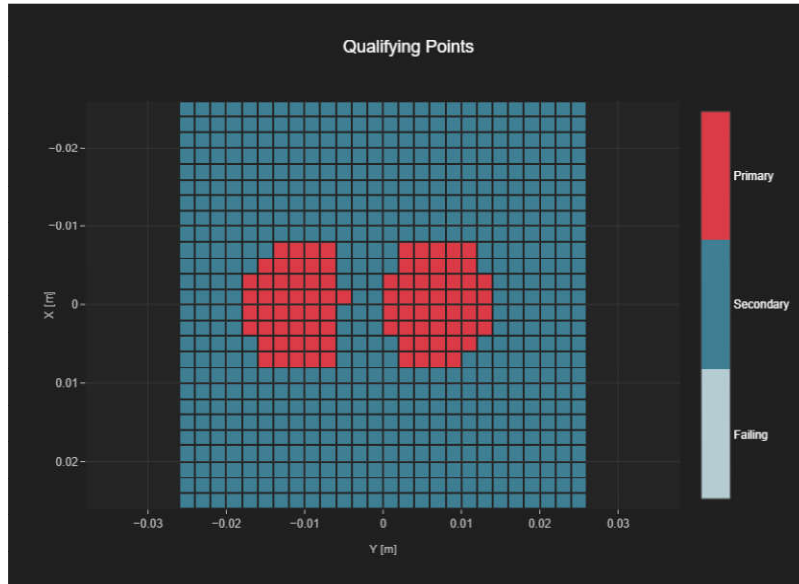 Qualifying Points
Primary
−0.02
−0.01
X [m]
0
Secondary
0.01
Failing
0.02
−0.03
−0.02
−0.01
0
0.01
0.02
0.03
Y [m]